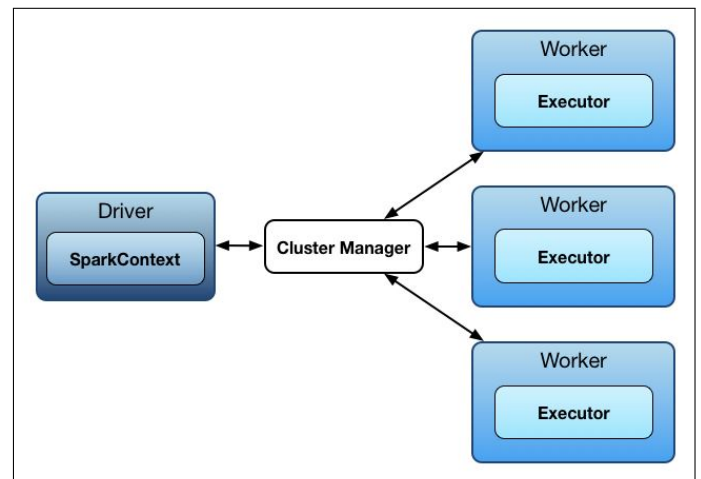 Driver
SparkContext
Cluster Manager
Worker
Executor
Worker
Executor
Worker
Executor